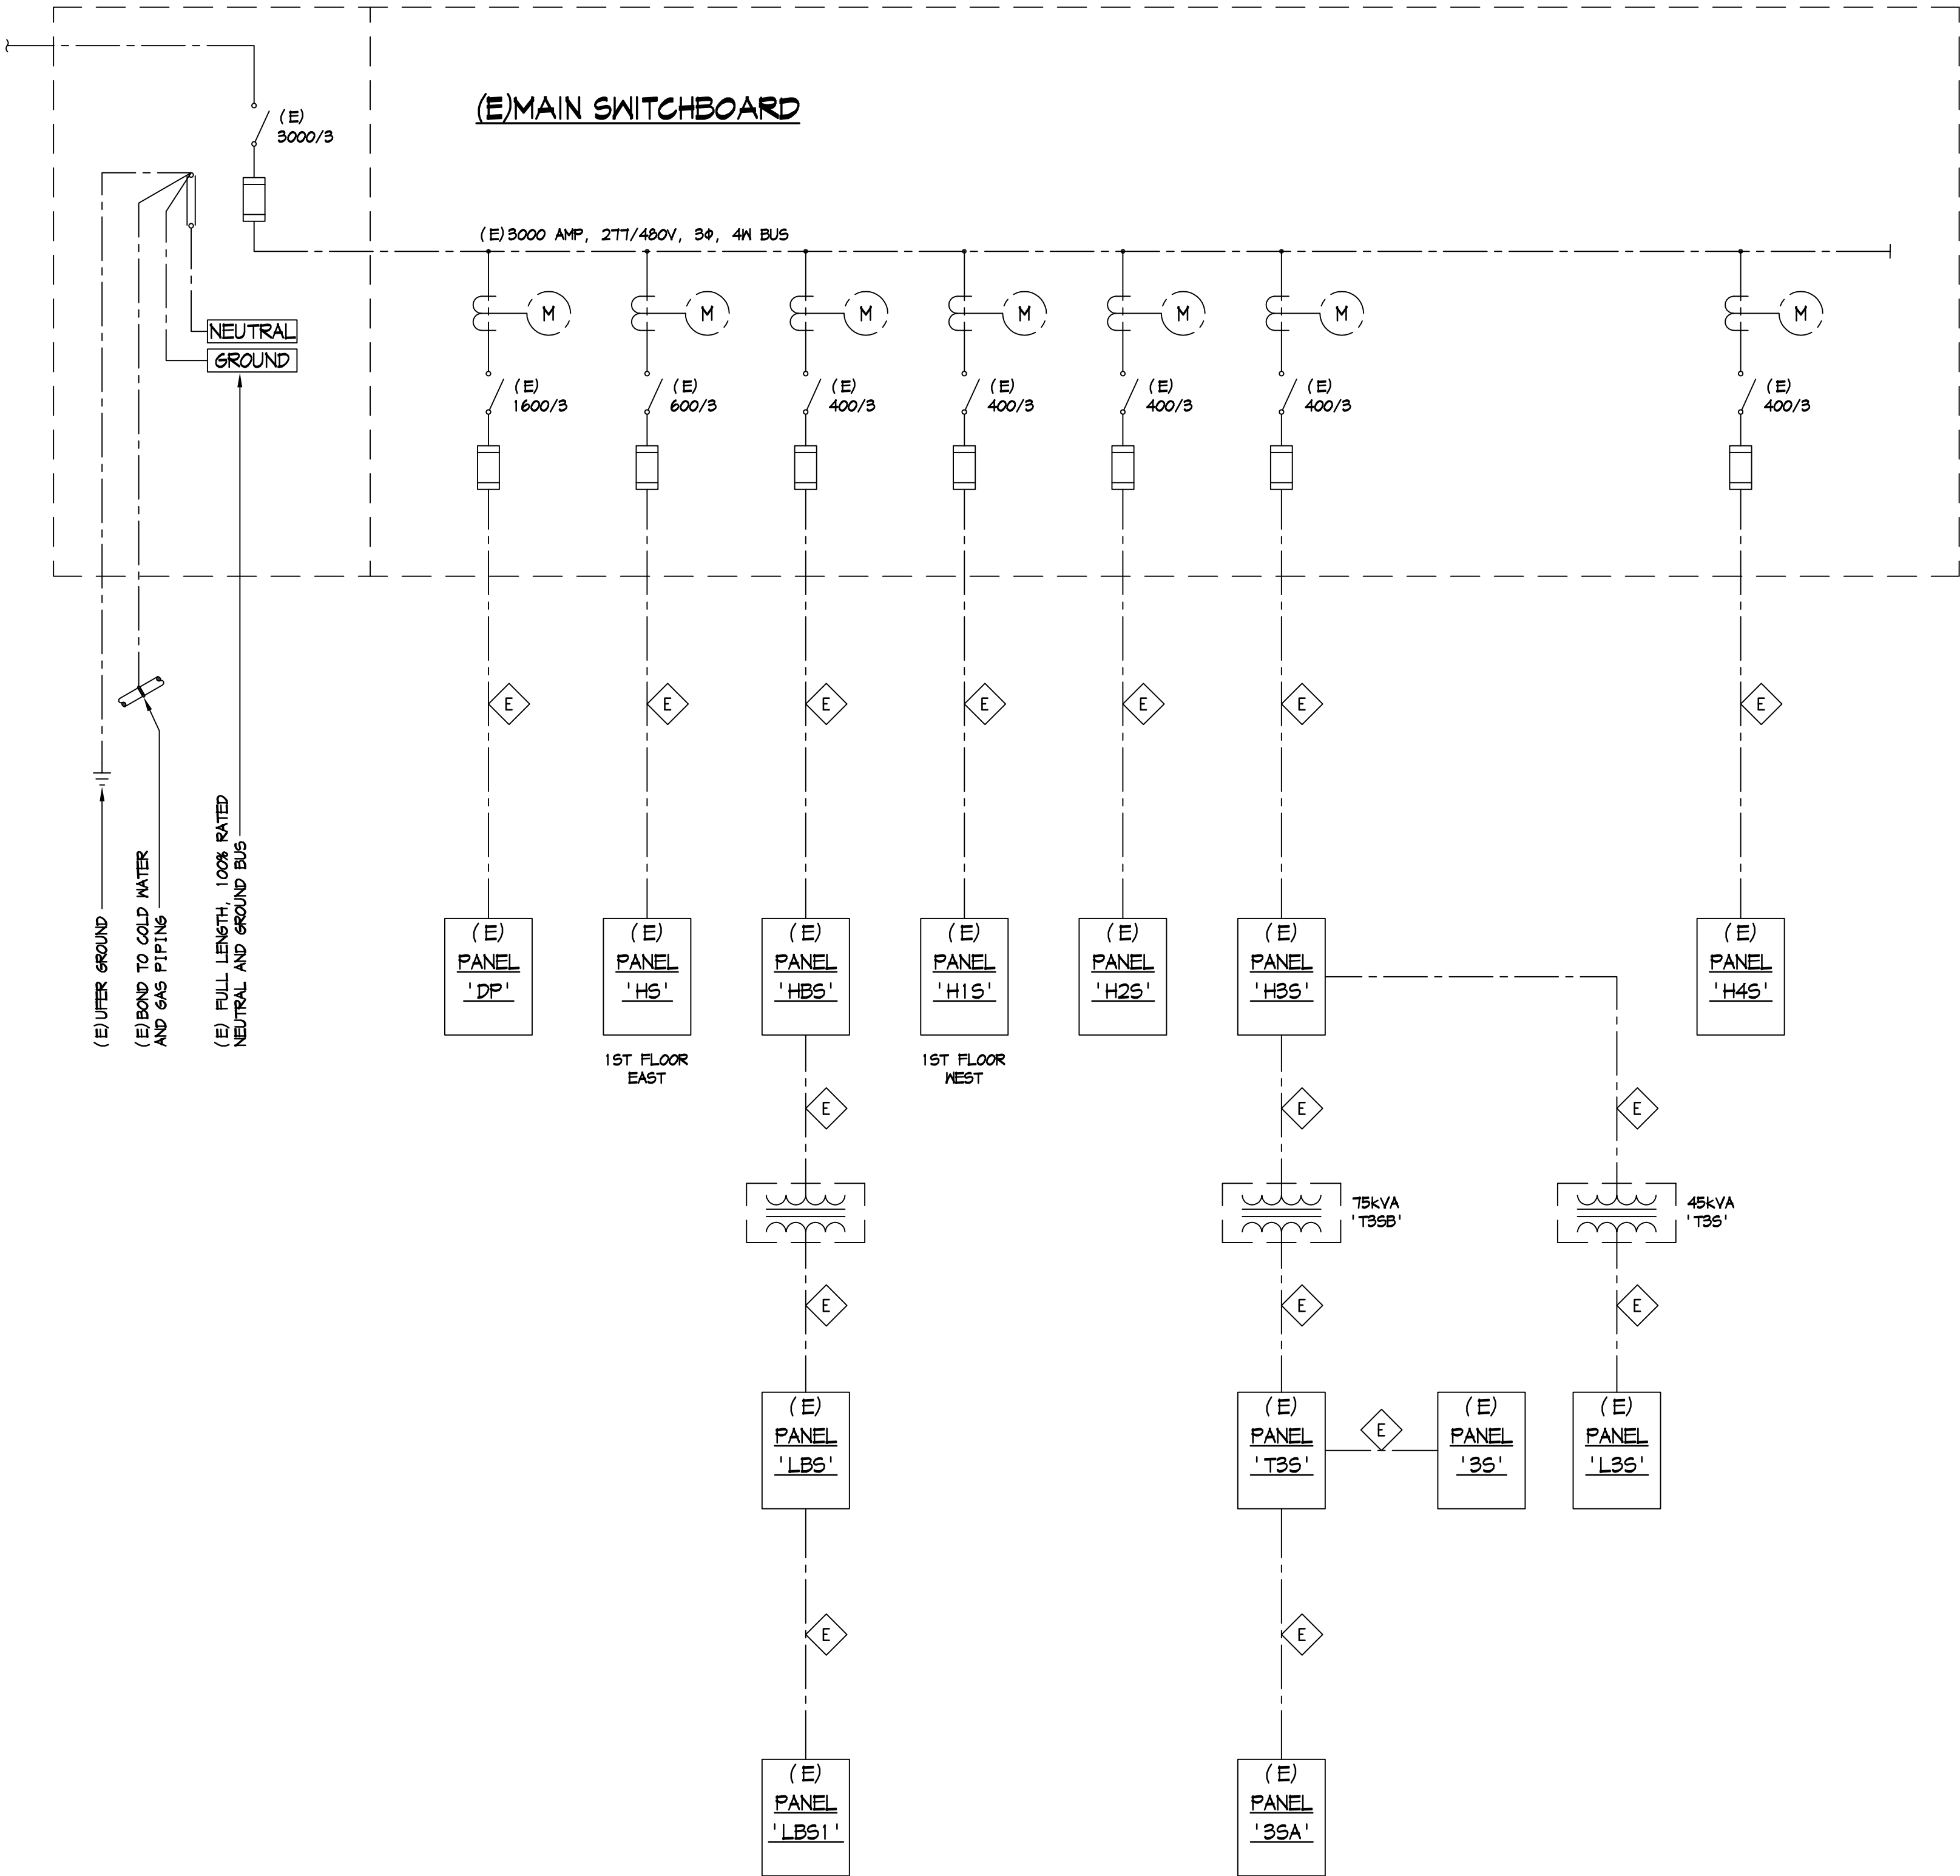 (E)MAIN SWITCHBOARD
(E)
3000/3
(E)3000 AMP, 277/480V, 3Φ, 4W BUS
NEUTRAL
GROUND
M
M
M
M
M
M
M
(E)
1600/3
(E)
600/3
(E)
400/3
(E)
400/3
(E)
400/3
(E)
400/3
(E)
400/3
E
E
E
E
E
E
E
(E)UFER GROUND
(E)BOND TO COLD WATER
AND GAS PIPING
(E) FULL LENGTH, 100% RATED
NEUTRAL AND GROUND BUS
(E)
PANEL
'DP'
(E)
PANEL
'HS'
1ST FLOOR
EAST
(E)
PANEL
'HBS'
(E)
PANEL
'H1S'
1ST FLOOR
WEST
(E)
PANEL
'H2S'
(E)
PANEL
'H3S'
(E)
PANEL
'H4S'
E
E
E
75kVA
'T3SB'
45kVA
'T3S'
E
E
E
(E)
PANEL
'LBS'
(E)
PANEL
'T3S'
E
(E)
PANEL
'3S'
(E)
PANEL
'L3S'
E
E
(E)
PANEL
'LBS1'
(E)
PANEL
'3SA'